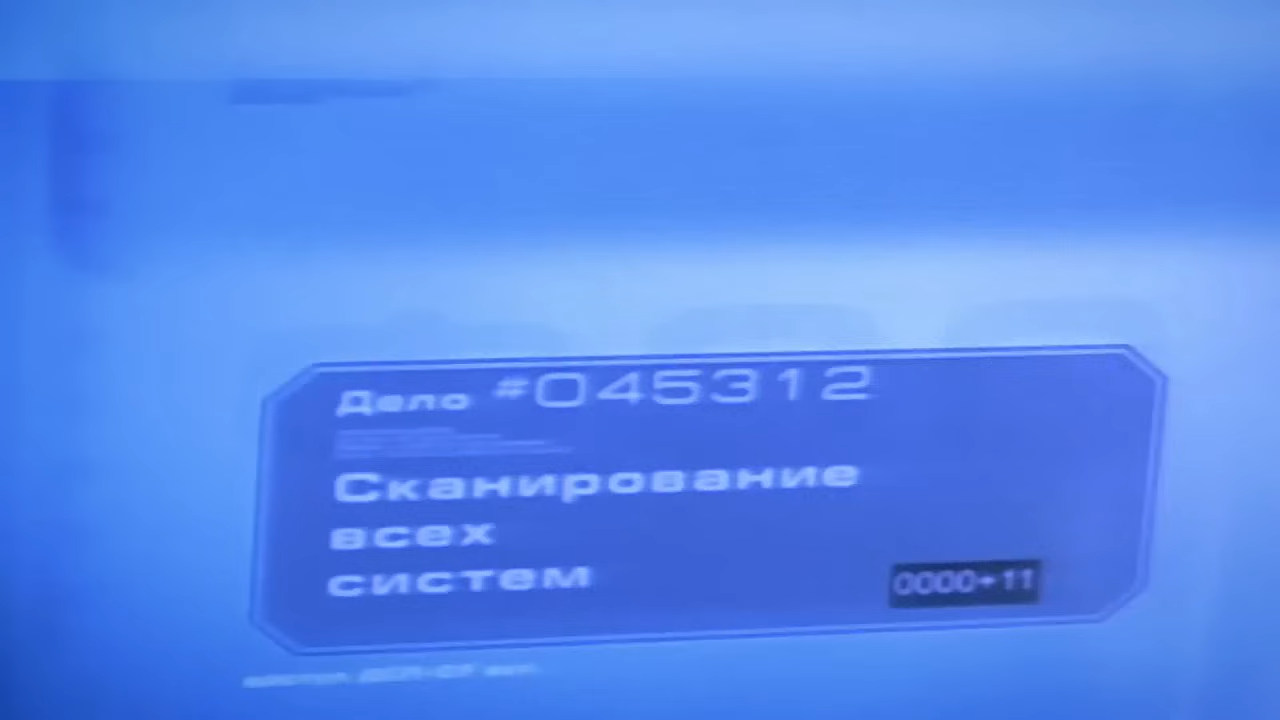 Дело #045312
Сканирование
всех
систем
0000+11